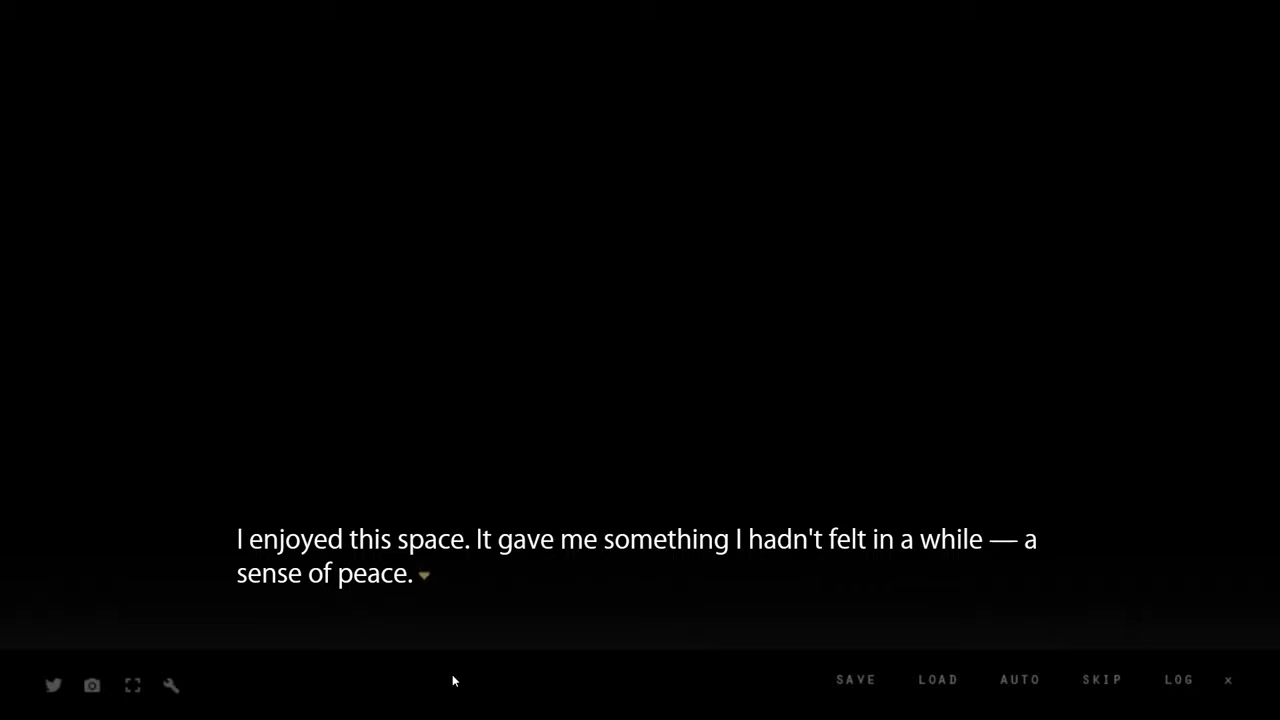 I enjoyed this space. It gave me something I hadn't felt in a while — a
sense of peace.
SAVE LOAD AUTO SKIP LOG ×